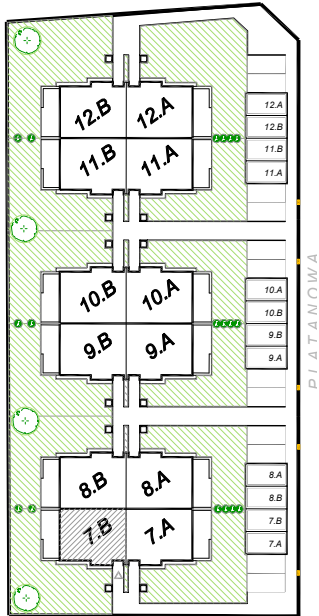 12.B 12.A
11.B 11.A
12.A
12.B
11.B
11.A
10.B 10.A
9.B 9.A
10.A
10.B
9.B
9.A
PLATANOWA
8.B 8.A
7.B 7.A
8.A
8.B
7.B
7.A